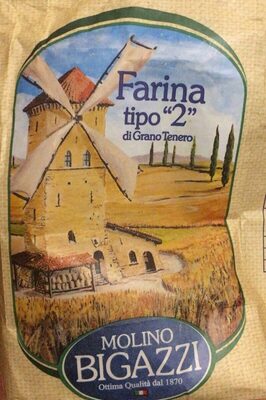 Farina
tipo "2"
di Grano Tenero
MOLINO
BIGAZZI
Ottima Qualità dal 1870